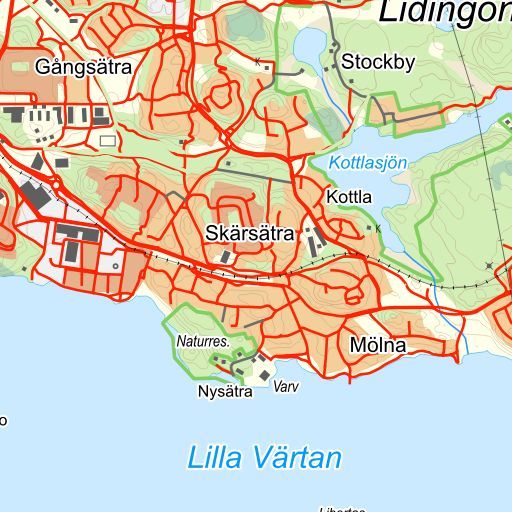 Lidingön
Stockby
Gångsätra
K
Kottlasjön
Kottla
K
Skärsätra
Naturres.
Mölna
Nysätra
Varv
o
Lilla Värtan